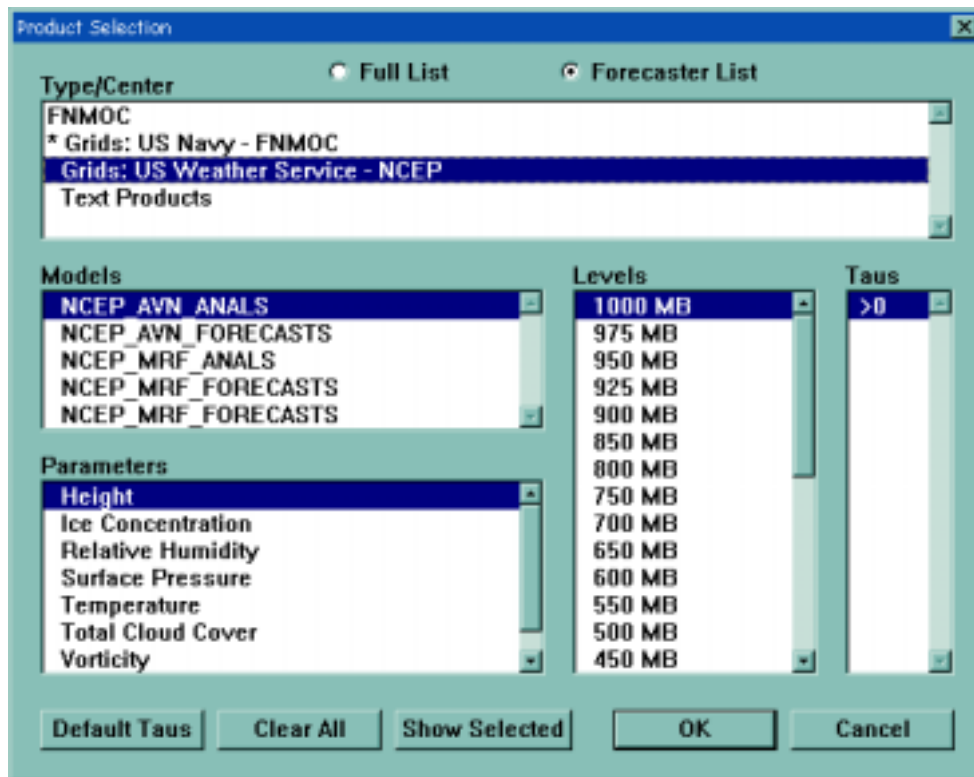 Product Selection
Full List
Forecaster List
Type/Center
FNMOC
* Grids: US Navy - FNMOC
Grids: US Weather Service - NCEP
Text Products
Models
NCEP_AVN_ANALS
NCEP_AVN_FORECASTS
NCEP_MRF_ANALS
NCEP_MRF_FORECASTS
NCEP_MRF_FORECASTS
Parameters
Height
Ice Concentration
Relative Humidity
Surface Pressure
Temperature
Total Cloud Cover
Vorticity
Levels
1000 MB
975 MB
950 MB
925 MB
900 MB
850 MB
800 MB
750 MB
700 MB
650 MB
600 MB
550 MB
500 MB
450 MB
Taus
>0
Default Taus
Clear All
Show Selected
OK
Cancel